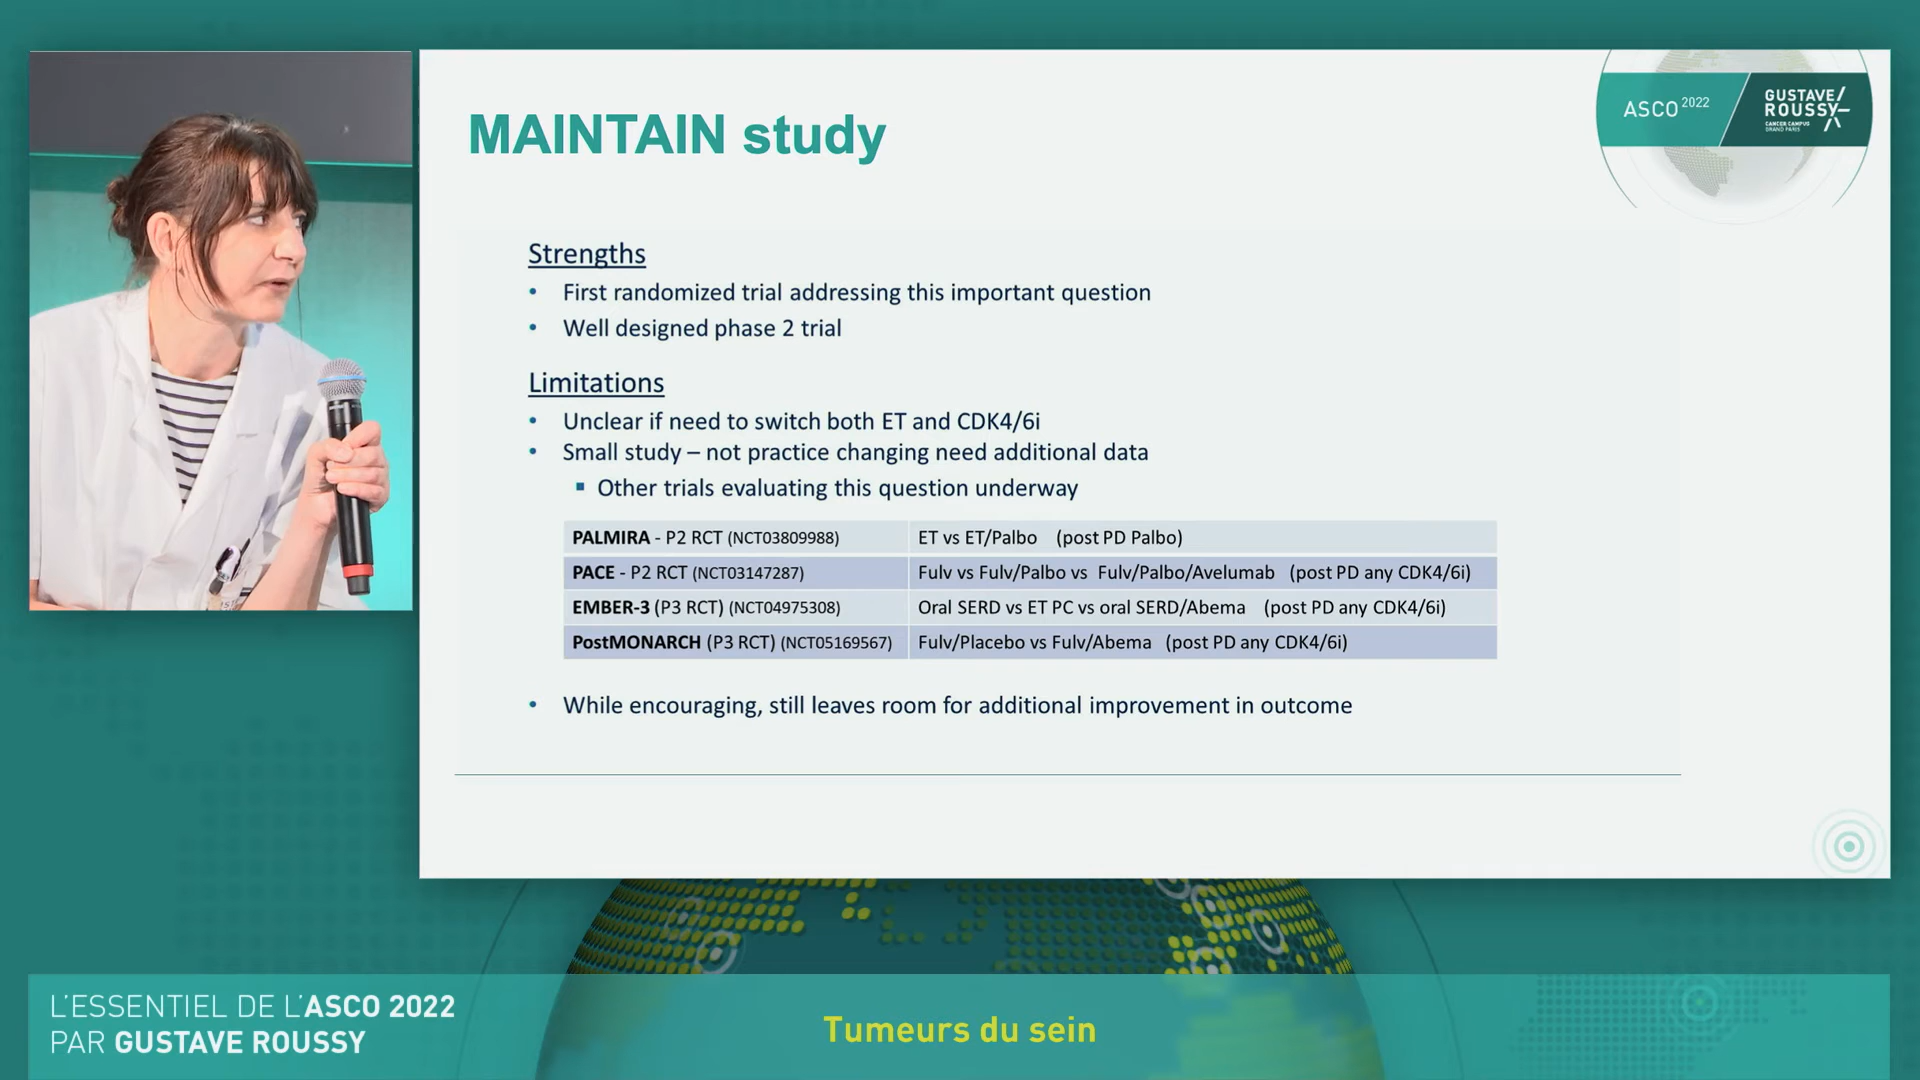 ASCO 2022
GUSTAVE/
ROUSSY
CANCER CAMPUS
GRAND PARIS
MAINTAIN study
Strengths
• First randomized trial addressing this important question
• Well designed phase 2 trial
Limitations
• Unclear if need to switch both ET and CDK4/6i
• Small study – not practice changing need additional data
▪ Other trials evaluating this question underway
PALMIRA - P2 RCT (NCT03809988) ET vs ET/Palbo (post PD Palbo)
PACE - P2 RCT (NCT03147287) Fulv vs Fulv/Palbo vs Fulv/Palbo/Avelumab (post PD any CDK4/6i)
EMBER-3 (P3 RCT) (NCT04975308) Oral SERD vs ET PC vs oral SERD/Abema (post PD any CDK4/6i)
PostMONARCH (P3 RCT) (NCT05169567) Fulv/Placebo vs Fulv/Abema (post PD any CDK4/6i)
• While encouraging, still leaves room for additional improvement in outcome
L'ESSENTIEL DE L'ASCO 2022
PAR GUSTAVE ROUSSY
Tumeurs du sein